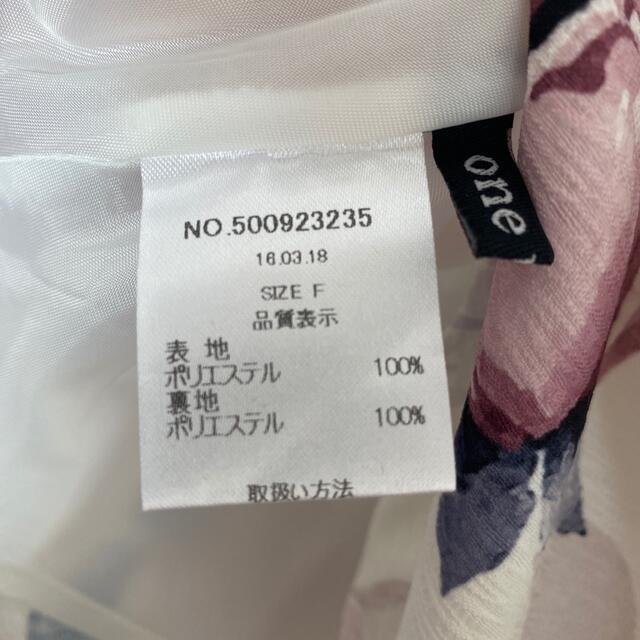 NO.500923235
16.03.18
SIZE F
品質表示
表 地
ポリエステル 100%
裏地
ポリエステル 100%
取扱い方法
one